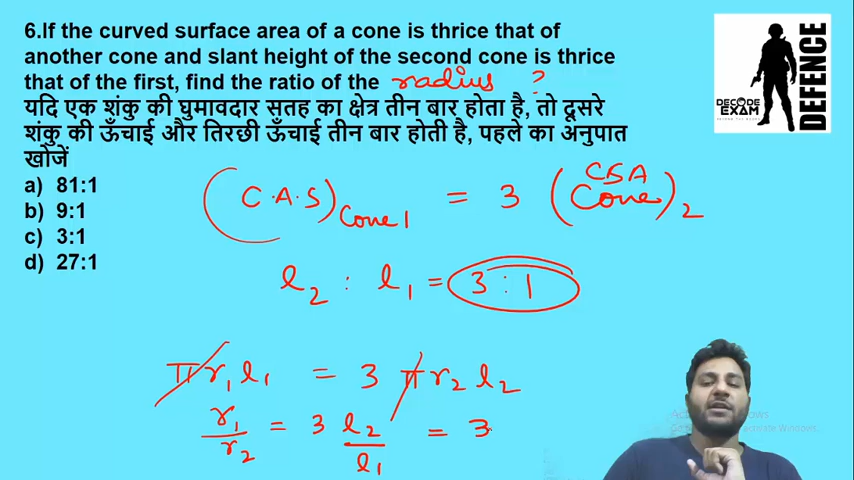 6.If the curved surface area of a cone is thrice that of
another cone and slant height of the second cone is thrice
that of the first, find the ratio of the radius ?
यदि एक शंकु की घुमावदार सतह का क्षेत्र तीन बार होता है, तो दूसरे
शंकु की ऊँचाई और तिरछी ऊँचाई तीन बार होती है, पहले का अनुपात
खोजें
a) 81:1
b) 9:1
c) 3:1
d) 27:1
(C.A.S)Cone1 = 3 (CSA Cone)2
l2 : l1 = 3 : 1
πr1l1 = 3 πr2l2
r1/r2 = 3 l2/l1 = 3
DECODE
EXAM
DEFENCE